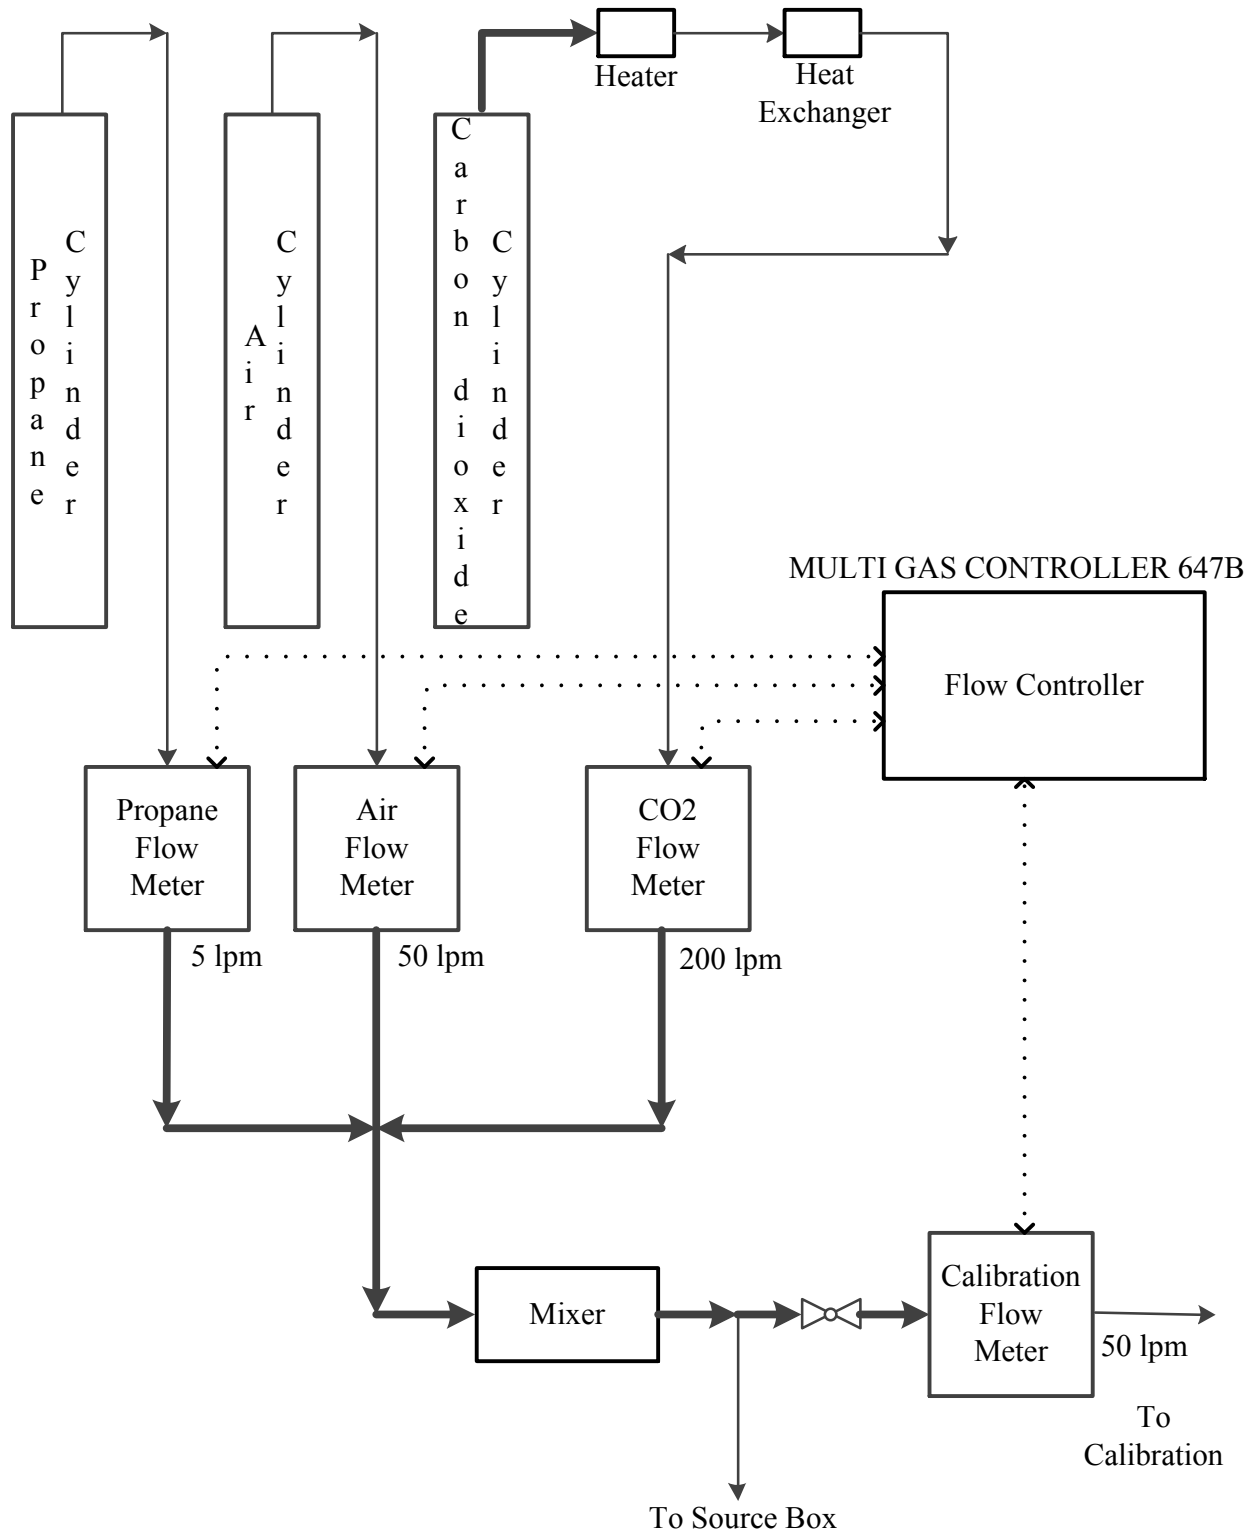 Heater
Heat
Exchanger
Propane
Cylinder
Air
Cylinder
Carbon dioxide
Cylinder
MULTI GAS CONTROLLER 647B
Flow Controller
Propane
Flow
Meter
5 lpm
Air
Flow
Meter
50 lpm
CO2
Flow
Meter
200 lpm
Mixer
Calibration
Flow
Meter
50 lpm
To
Calibration
To Source Box